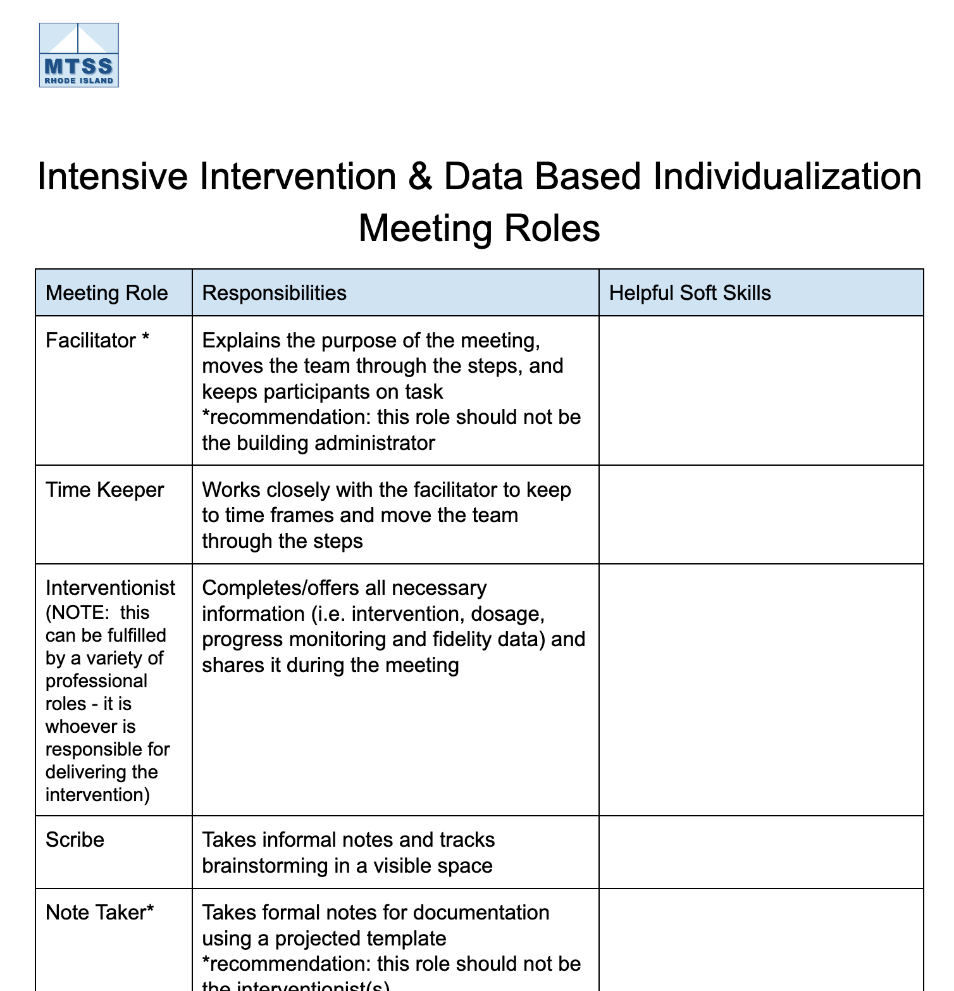 MTSS
RHODE ISLAND
Intensive Intervention & Data Based Individualization
Meeting Roles
Meeting Role
Responsibilities
Helpful Soft Skills
Facilitator *
Explains the purpose of the meeting,
moves the team through the steps, and
keeps participants on task
*recommendation: this role should not be
the building administrator
Time Keeper
Works closely with the facilitator to keep
to time frames and move the team
through the steps
Interventionist
(NOTE:  this
can be fulfilled
by a variety of
professional
roles - it is
whoever is
responsible for
delivering the
intervention)
Completes/offers all necessary
information (i.e. intervention, dosage,
progress monitoring and fidelity data) and
shares it during the meeting
Scribe
Takes informal notes and tracks
brainstorming in a visible space
Note Taker*
Takes formal notes for documentation
using a projected template
*recommendation: this role should not be
the interventionist(s)